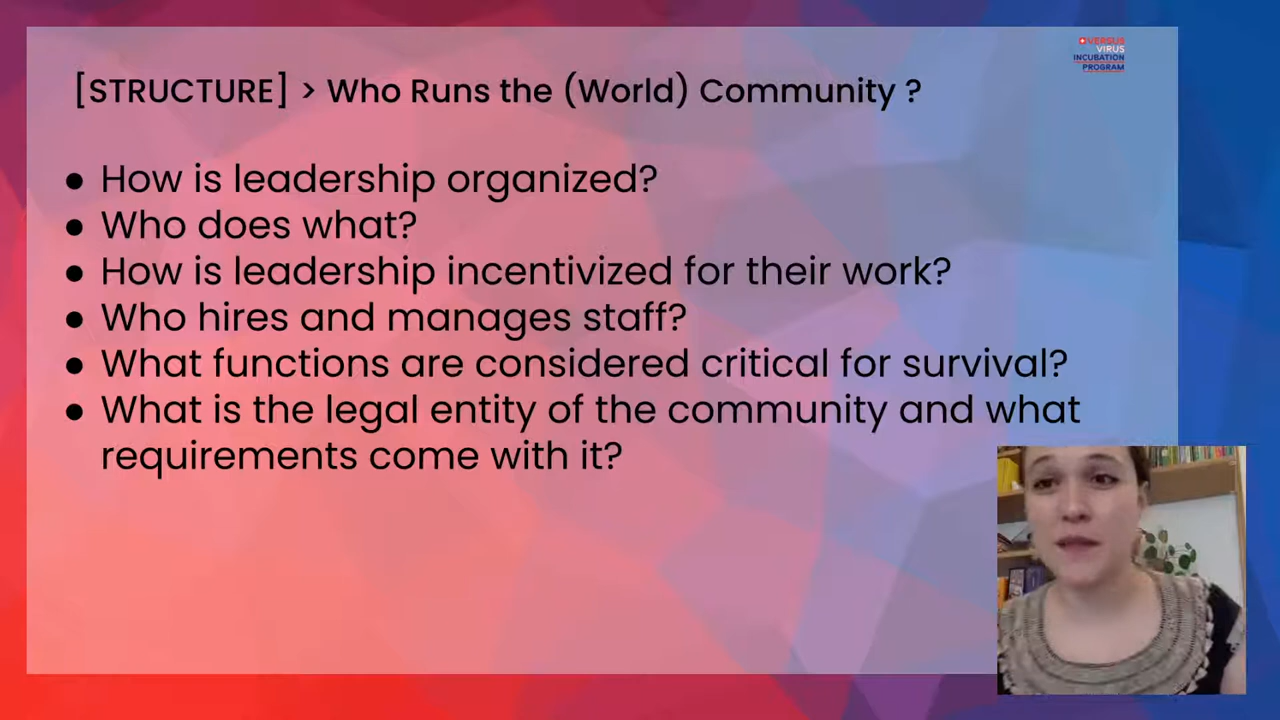 VERSUS
VIRUS
INCUBATION
PROGRAM
[STRUCTURE] > Who Runs the (World) Community ?
● How is leadership organized?
● Who does what?
● How is leadership incentivized for their work?
● Who hires and manages staff?
● What functions are considered critical for survival?
● What is the legal entity of the community and what
requirements come with it?